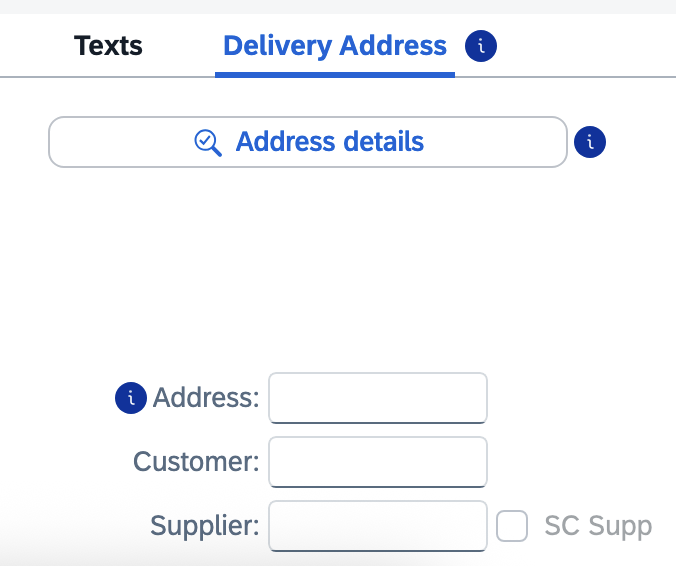 Texts Delivery Address i
Address details i
i Address:
Customer:
Supplier: SC Supp